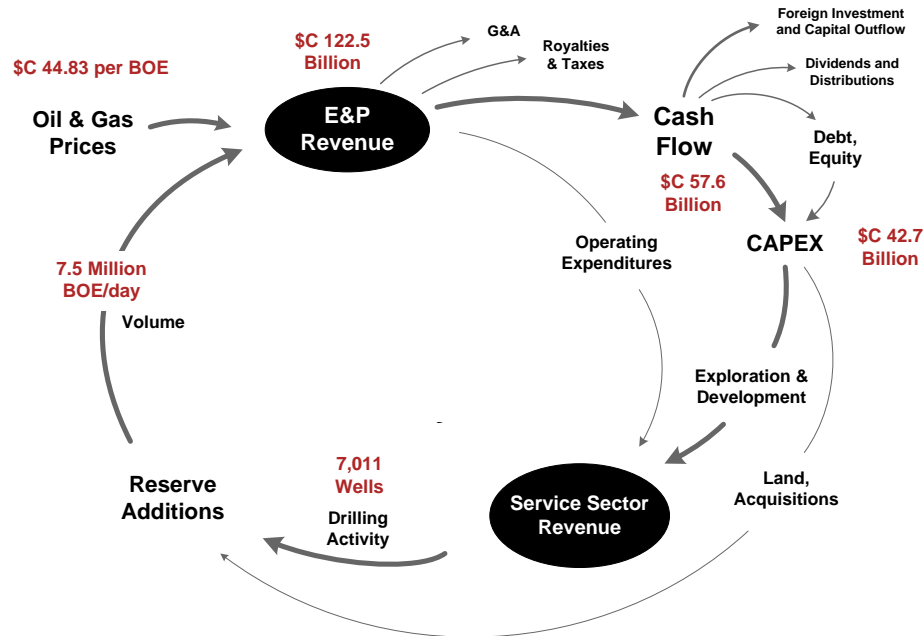 Foreign Investment
and Capital Outflow
G&A
$C 122.5
Billion
Royalties
& Taxes
$C 44.83 per BOE
Dividends and
Distributions
Oil & Gas
Prices
E&P
Revenue
Cash
Flow
Debt,
Equity
$C 57.6
Billion
CAPEX
$C 42.7
Billion
Operating
Expenditures
7.5 Million
BOE/day
Volume
Exploration &
Development
7,011
Wells
Reserve
Additions
Drilling
Activity
Service Sector
Revenue
Land,
Acquisitions